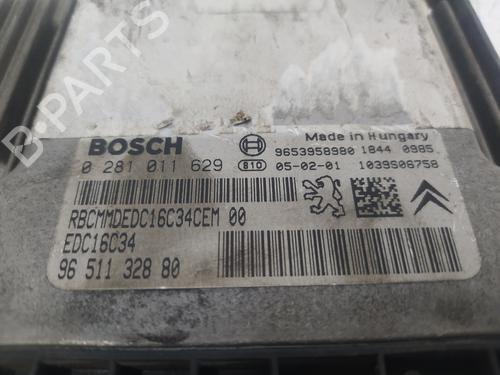 B-PARTS
BOSCH
Made in Hungary
0 281 011 629
810
9653958980 1844 0985
05-02-01 1039S06758
RBCMMDEDC16C34CEM 00
EDC16C34
96 511 328 80